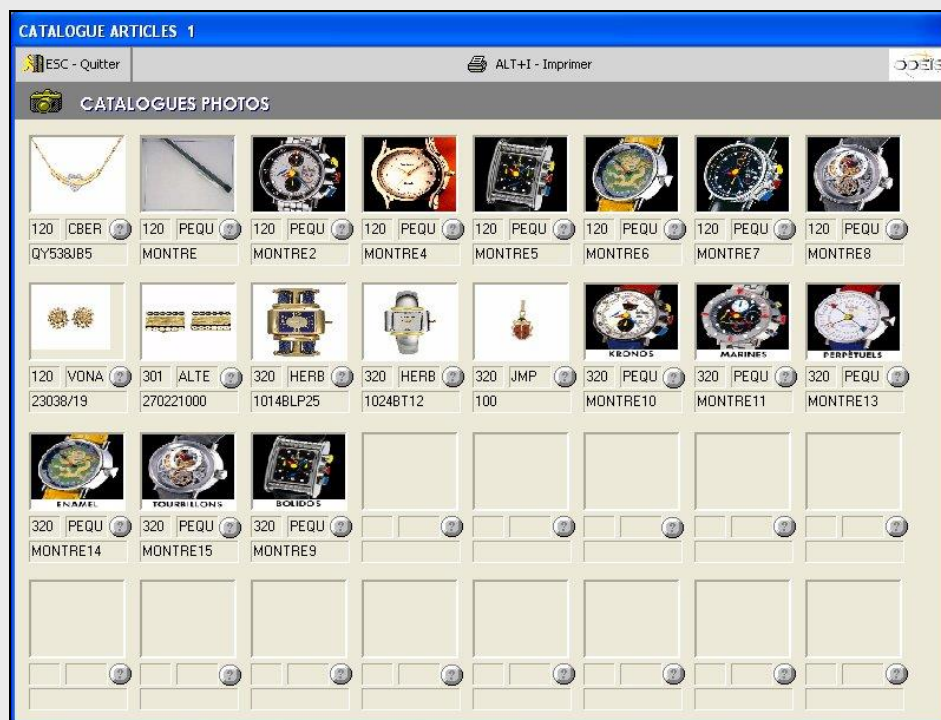 CATALOGUE ARTICLES 1
ESC - Quitter ALT+I - Imprimer
CATALOGUES PHOTOS
120 CBER ? 120 PEQU ? 120 PEQU ? 120 PEQU ? 120 PEQU ? 120 PEQU ? 120 PEQU ? 120 PEQU ?
QY538JB5 MONTRE MONTRE2 MONTRE4 MONTRE5 MONTRE6 MONTRE7 MONTRE8
KRONOS MARINES PERPÉTUELS
120 VONA ? 301 ALTE ? 320 HERB ? 320 HERB ? 320 JMP ? 320 PEQU ? 320 PEQU ? 320 PEQU ?
23038/19 270221000 1014BLP25 1024BT12 100 MONTRE10 MONTRE11 MONTRE13
ENAMEL TOURBILLONS BOLIDOS
320 PEQU ? 320 PEQU ? 320 PEQU ? ? ? ? ? ?
MONTRE14 MONTRE15 MONTRE9
? ? ? ? ? ? ? ?